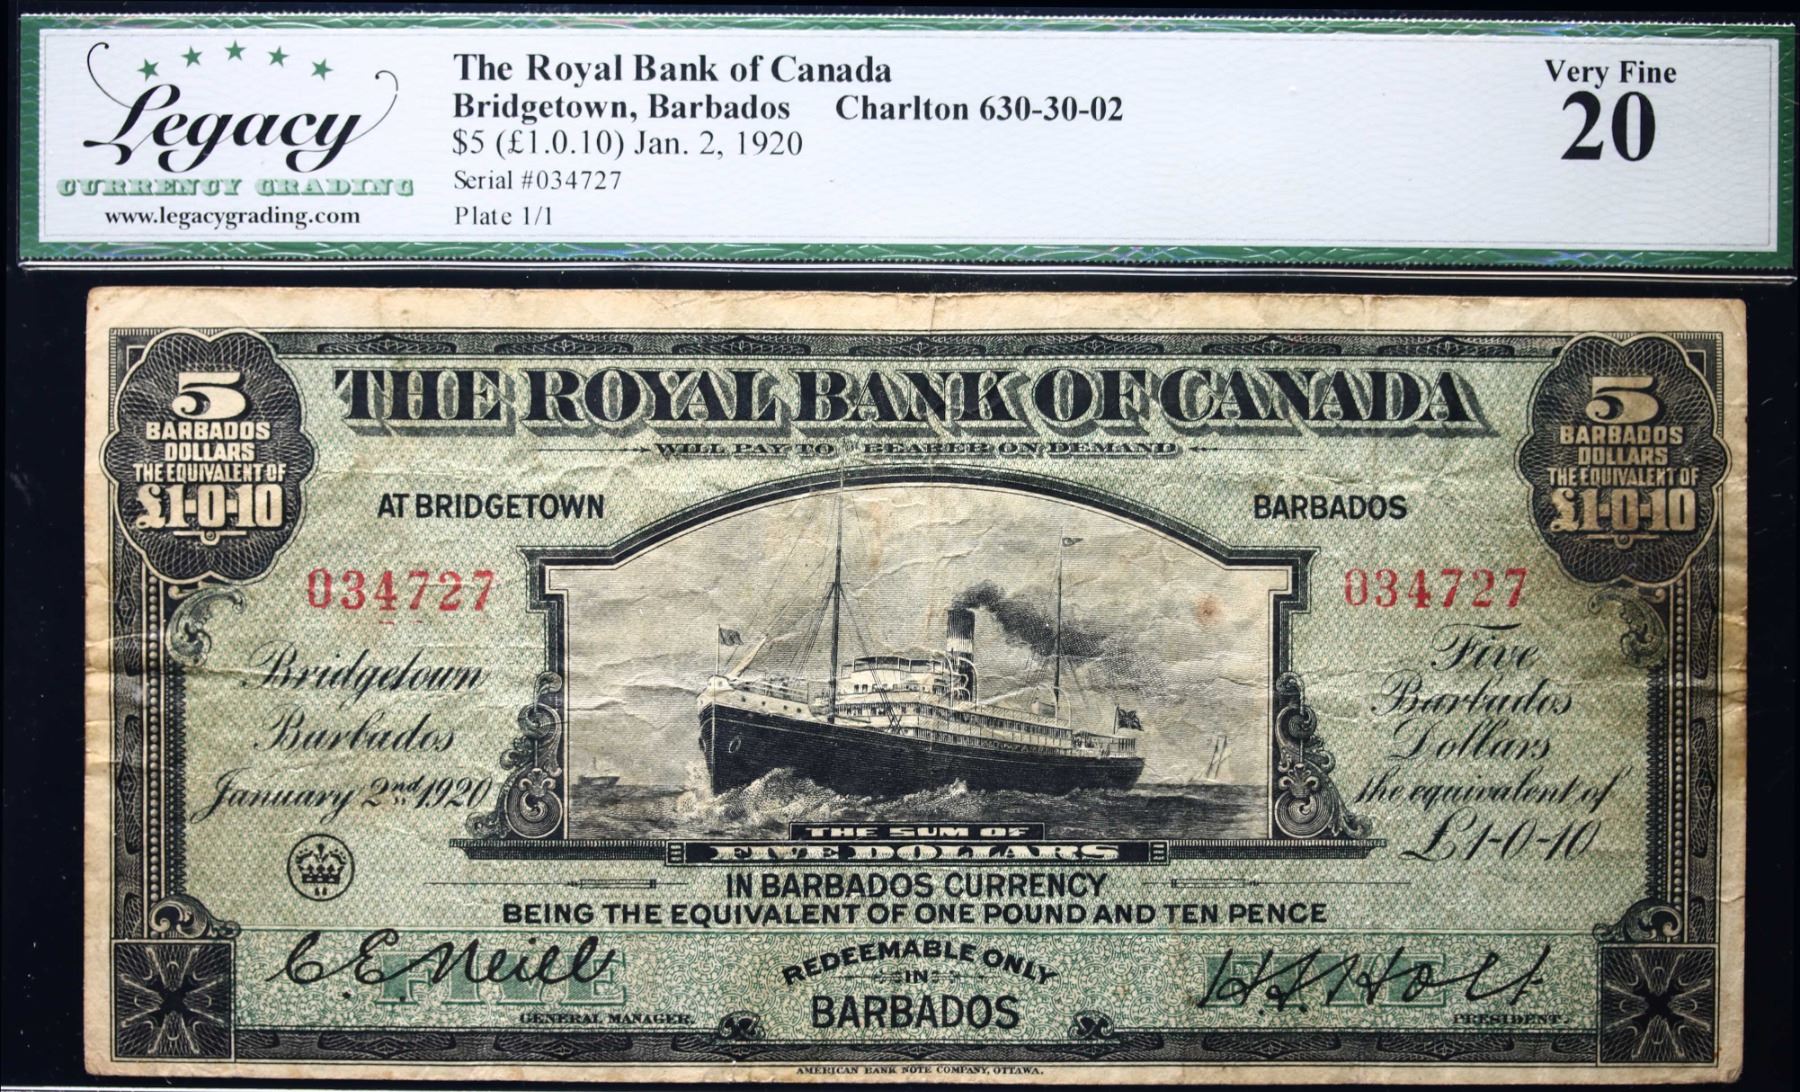 Legacy
CURRENCY GRADING
www.legacygrading.com
The Royal Bank of Canada
Bridgetown, Barbados Charlton 630-30-02
$5 (£1.0.10) Jan. 2, 1920
Serial #034727
Plate 1/1
Very Fine
20
5
BARBADOS
DOLLARS
THE EQUIVALENT OF
£1-0-10
THE ROYAL BANK OF CANADA
WILL PAY TO BEARER ON DEMAND
5
BARBADOS
DOLLARS
THE EQUIVALENT OF
£1-0-10
AT BRIDGETOWN BARBADOS
034727 034727
Bridgetown
Barbados
January 2nd 1920
Five
Barbados
Dollars
the equivalent of
£1-0-10
THE SUM OF
FIVE DOLLARS
IN BARBADOS CURRENCY
BEING THE EQUIVALENT OF ONE POUND AND TEN PENCE
C. E. Neill
FIVE
GENERAL MANAGER.
REDEEMABLE ONLY
IN
BARBADOS
H. S. Holt
FIVE
PRESIDENT.
AMERICAN BANK NOTE COMPANY, OTTAWA.